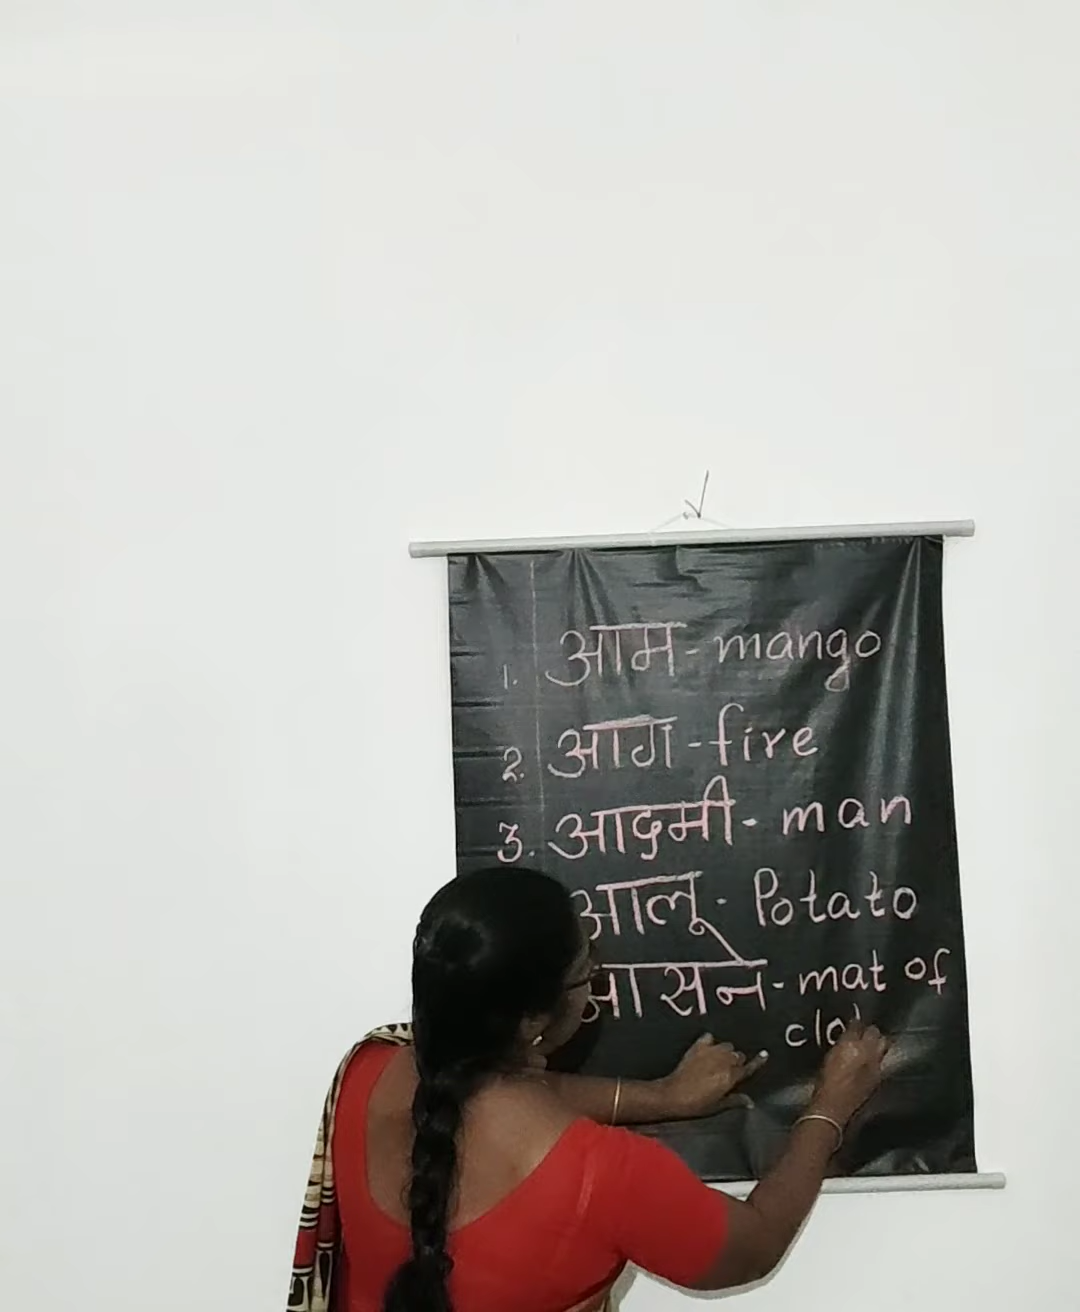 1. आम - mango
2. आग - fire
3. आदमी - man
आलू - Potato
आसने - mat of